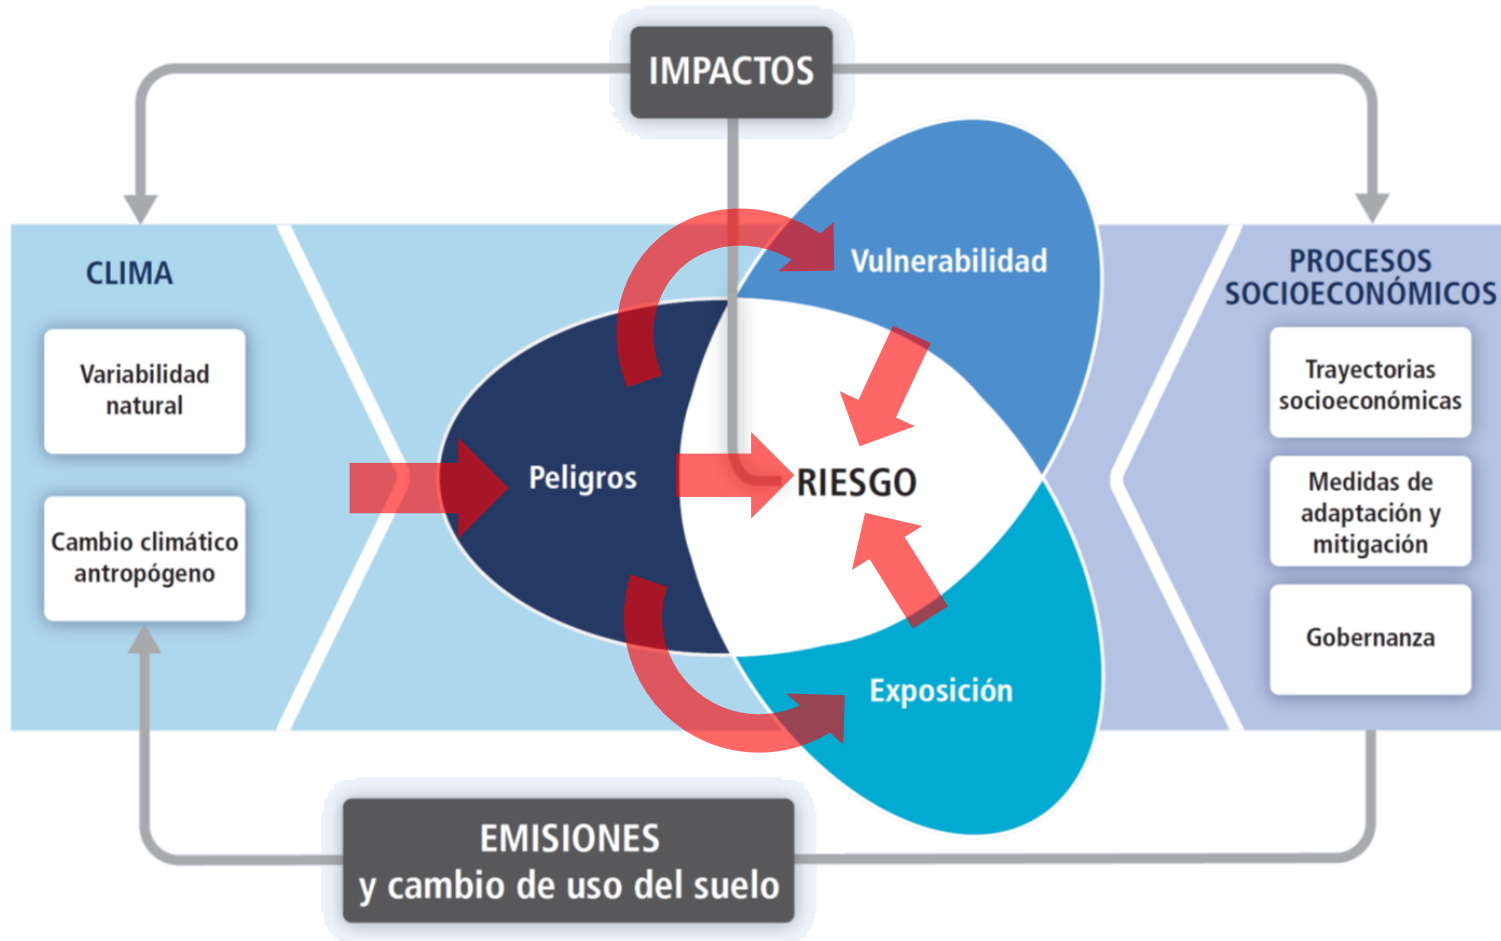 IMPACTOS
CLIMA
Variabilidad
natural
Cambio climático
antropógeno
Vulnerabilidad
Peligros
RIESGO
Exposición
PROCESOS
SOCIOECONÓMICOS
Trayectorias
socioeconómicas
Medidas de
adaptación y
mitigación
Gobernanza
EMISIONES
y cambio de uso del suelo